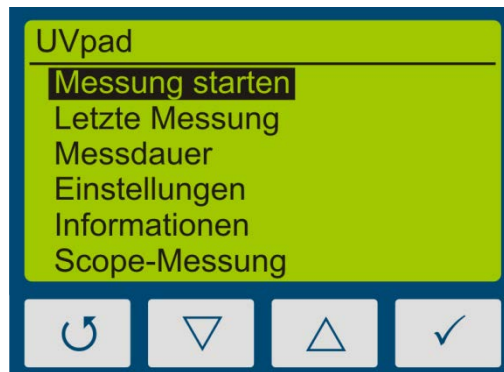 UVpad
Messung starten
Letzte Messung
Messdauer
Einstellungen
Informationen
Scope-Messung